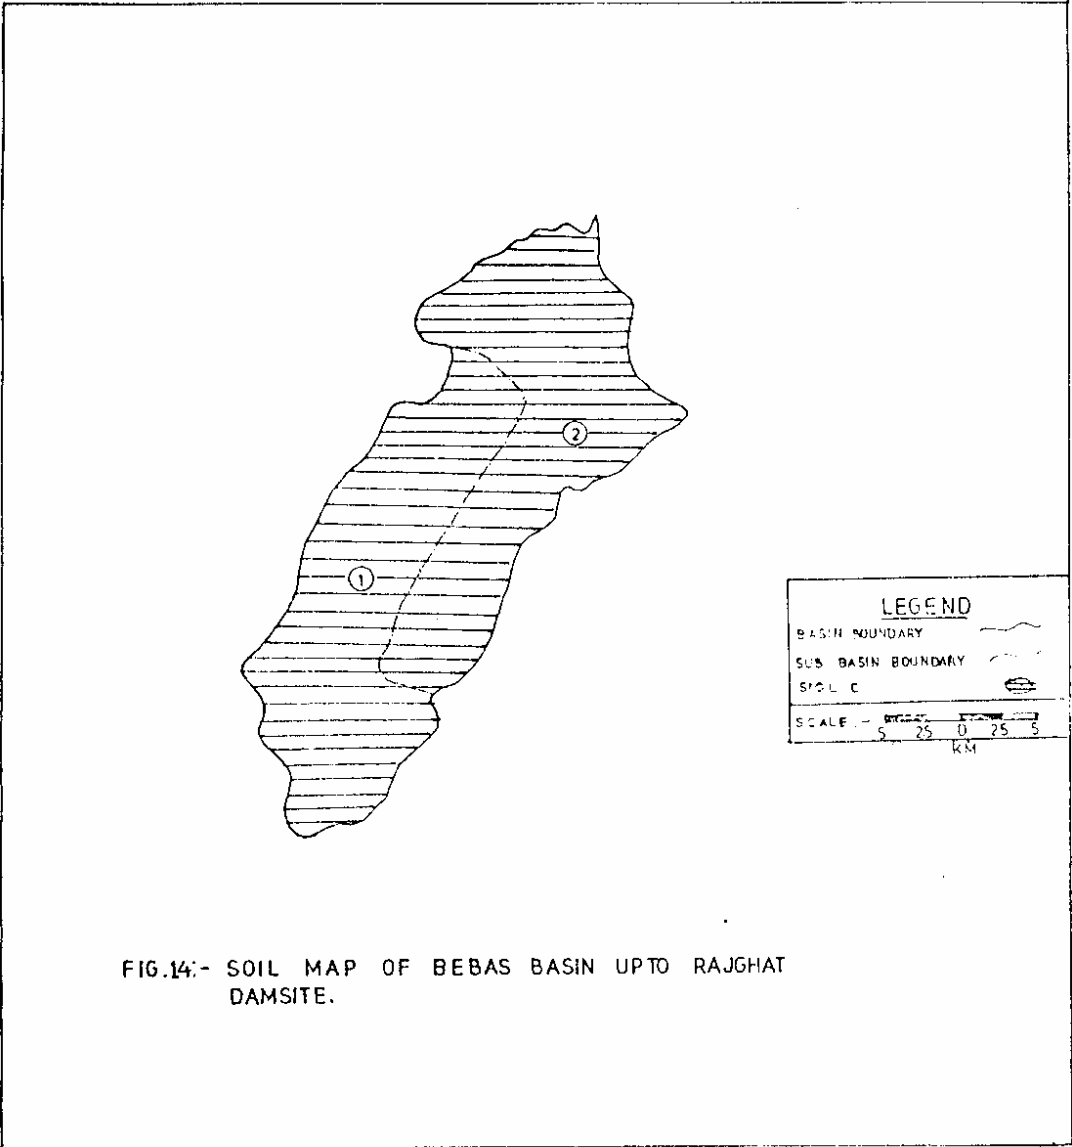 2
1
LEGEND
BASIN BOUNDARY
SUB BASIN BOUNDARY
C
SCALE :-
5 25 0 25 5
KM
FIG.14:- SOIL MAP OF BEBAS BASIN UPTO RAJGHAT
DAMSITE.